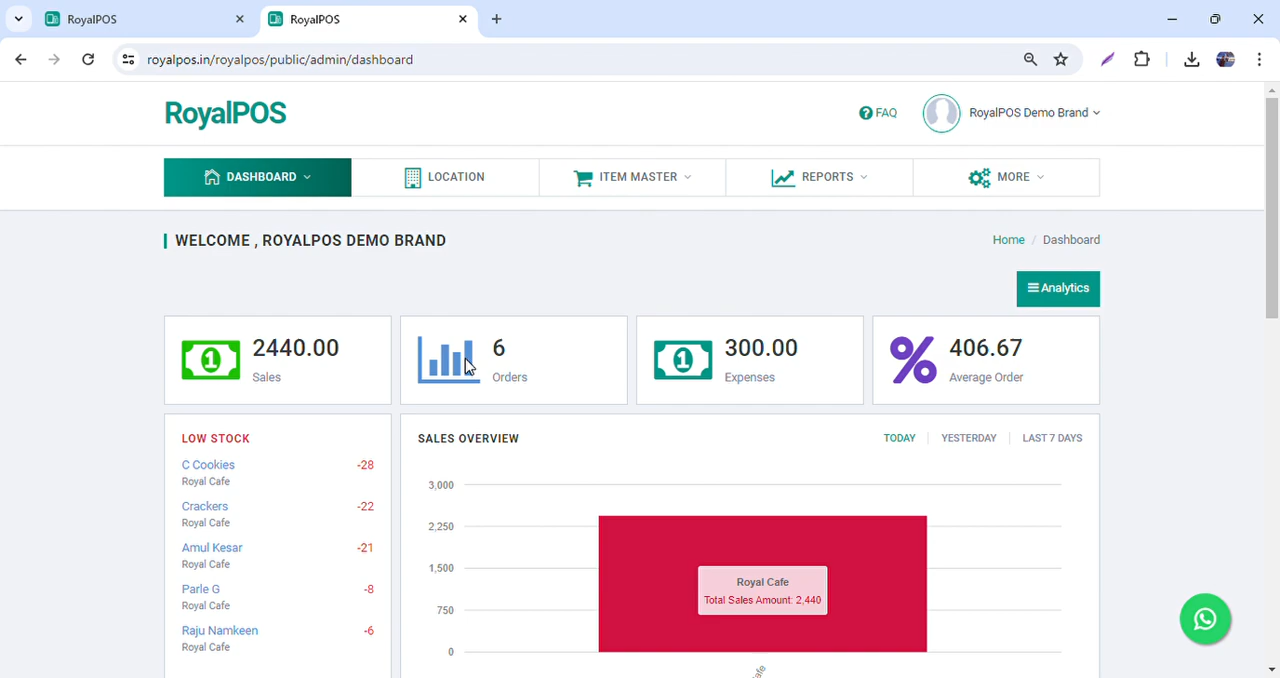 RoyalPOS
RoyalPOS
royalpos.in/royalpos/public/admin/dashboard
RoyalPOS
FAQ
RoyalPOS Demo Brand
DASHBOARD
LOCATION
ITEM MASTER
REPORTS
MORE
WELCOME , ROYALPOS DEMO BRAND
Home / Dashboard
Analytics
1
2440.00
Sales
6
Orders
1
300.00
Expenses
%
406.67
Average Order
LOW STOCK
C Cookies -28
Royal Cafe
Crackers -22
Royal Cafe
Amul Kesar -21
Royal Cafe
Parle G -8
Royal Cafe
Raju Namkeen -6
Royal Cafe
SALES OVERVIEW
TODAY
YESTERDAY
LAST 7 DAYS
3,000
2,250
1,500
750
0
Royal Cafe
Total Sales Amount: 2,440